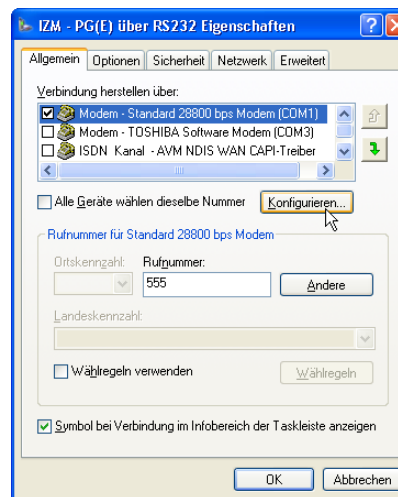 IZM - PG(E) über RS232 Eigenschaften
Allgemein Optionen Sicherheit Netzwerk Erweitert
Verbindung herstellen über:
Modem - Standard 28800 bps Modem (COM1)
Modem - TOSHIBA Software Modem (COM3)
ISDN Kanal - AVM NDIS WAN CAPI-Treiber
Alle Geräte wählen dieselbe Nummer Konfigurieren...
Rufnummer für Standard 28800 bps Modem
Ortskennzahl: Rufnummer:
555 Andere
Landeskennzahl:
Wählregeln verwenden Wählregeln
Symbol bei Verbindung im Infobereich der Taskleiste anzeigen
OK Abbrechen